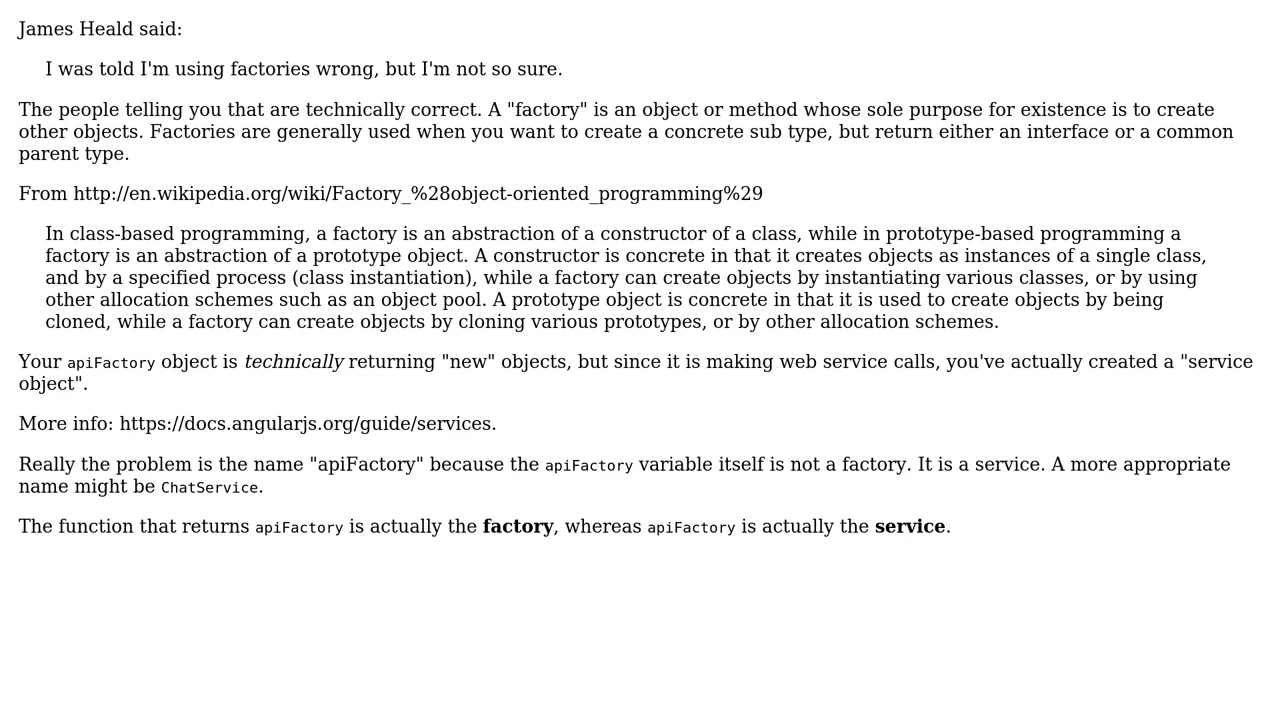 James Heald said:
I was told I'm using factories wrong, but I'm not so sure.
The people telling you that are technically correct. A "factory" is an object or method whose sole purpose for existence is to create
other objects. Factories are generally used when you want to create a concrete sub type, but return either an interface or a common
parent type.
From http://en.wikipedia.org/wiki/Factory_%28object-oriented_programming%29
In class-based programming, a factory is an abstraction of a constructor of a class, while in prototype-based programming a
factory is an abstraction of a prototype object. A constructor is concrete in that it creates objects as instances of a single class,
and by a specified process (class instantiation), while a factory can create objects by instantiating various classes, or by using
other allocation schemes such as an object pool. A prototype object is concrete in that it is used to create objects by being
cloned, while a factory can create objects by cloning various prototypes, or by other allocation schemes.
Your apiFactory object is technically returning "new" objects, but since it is making web service calls, you've actually created a "service
object".
More info: https://docs.angularjs.org/guide/services.
Really the problem is the name "apiFactory" because the apiFactory variable itself is not a factory. It is a service. A more appropriate
name might be ChatService.
The function that returns apiFactory is actually the factory, whereas apiFactory is actually the service.